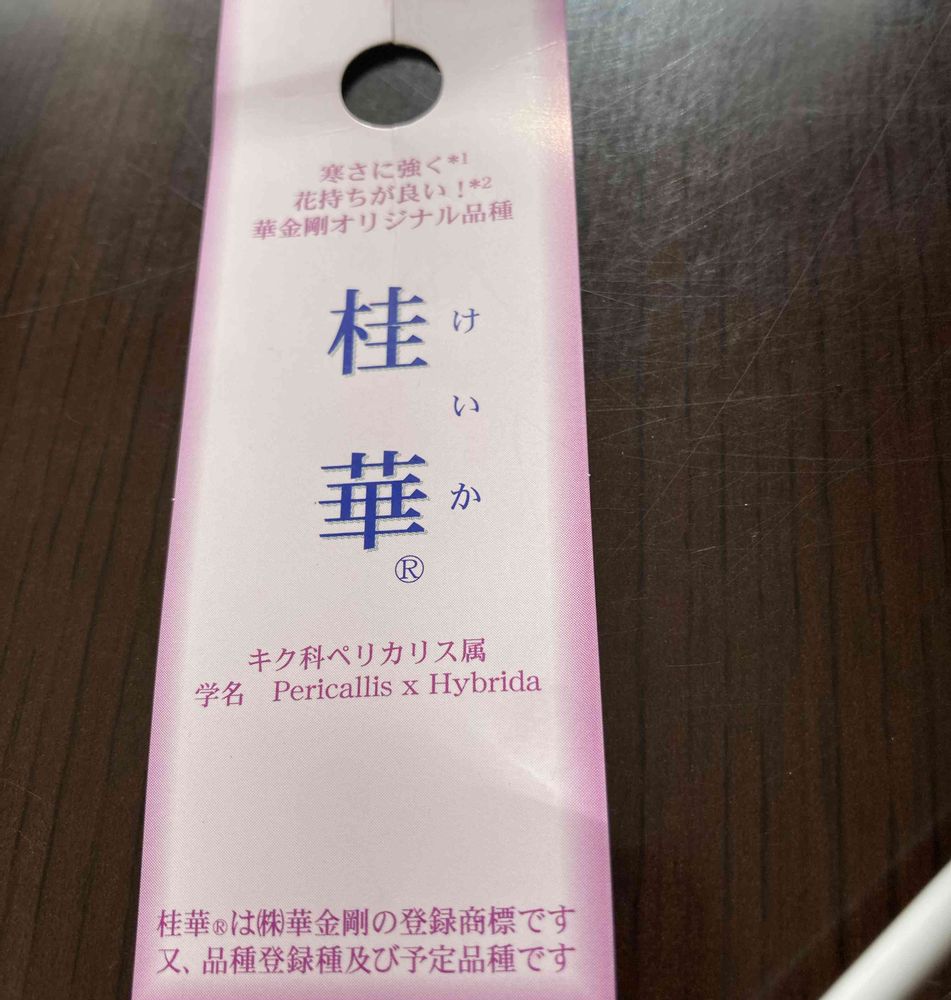 寒さに強く*1
花持ちが良い！*2
華金剛オリジナル品種
桂華
けいか
®
キク科ペリカリス属
学名　Pericallis x Hybrida
桂華®は㈱華金剛の登録商標です
又、品種登録種及び予定品種です